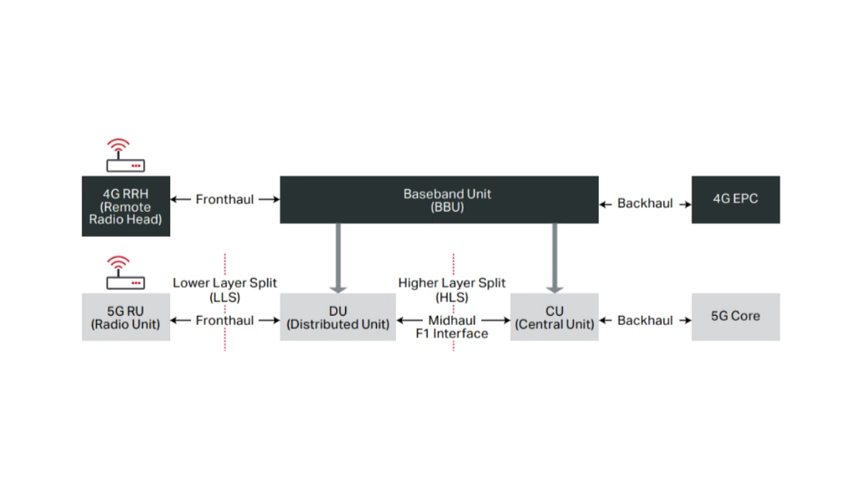 4G RRH
(Remote
Radio Head)
Fronthaul
Baseband Unit
(BBU)
Backhaul
4G EPC
Lower Layer Split
(LLS)
Higher Layer Split
(HLS)
5G RU
(Radio Unit)
Fronthaul
DU
(Distributed Unit)
Midhaul
F1 Interface
CU
(Central Unit)
Backhaul
5G Core